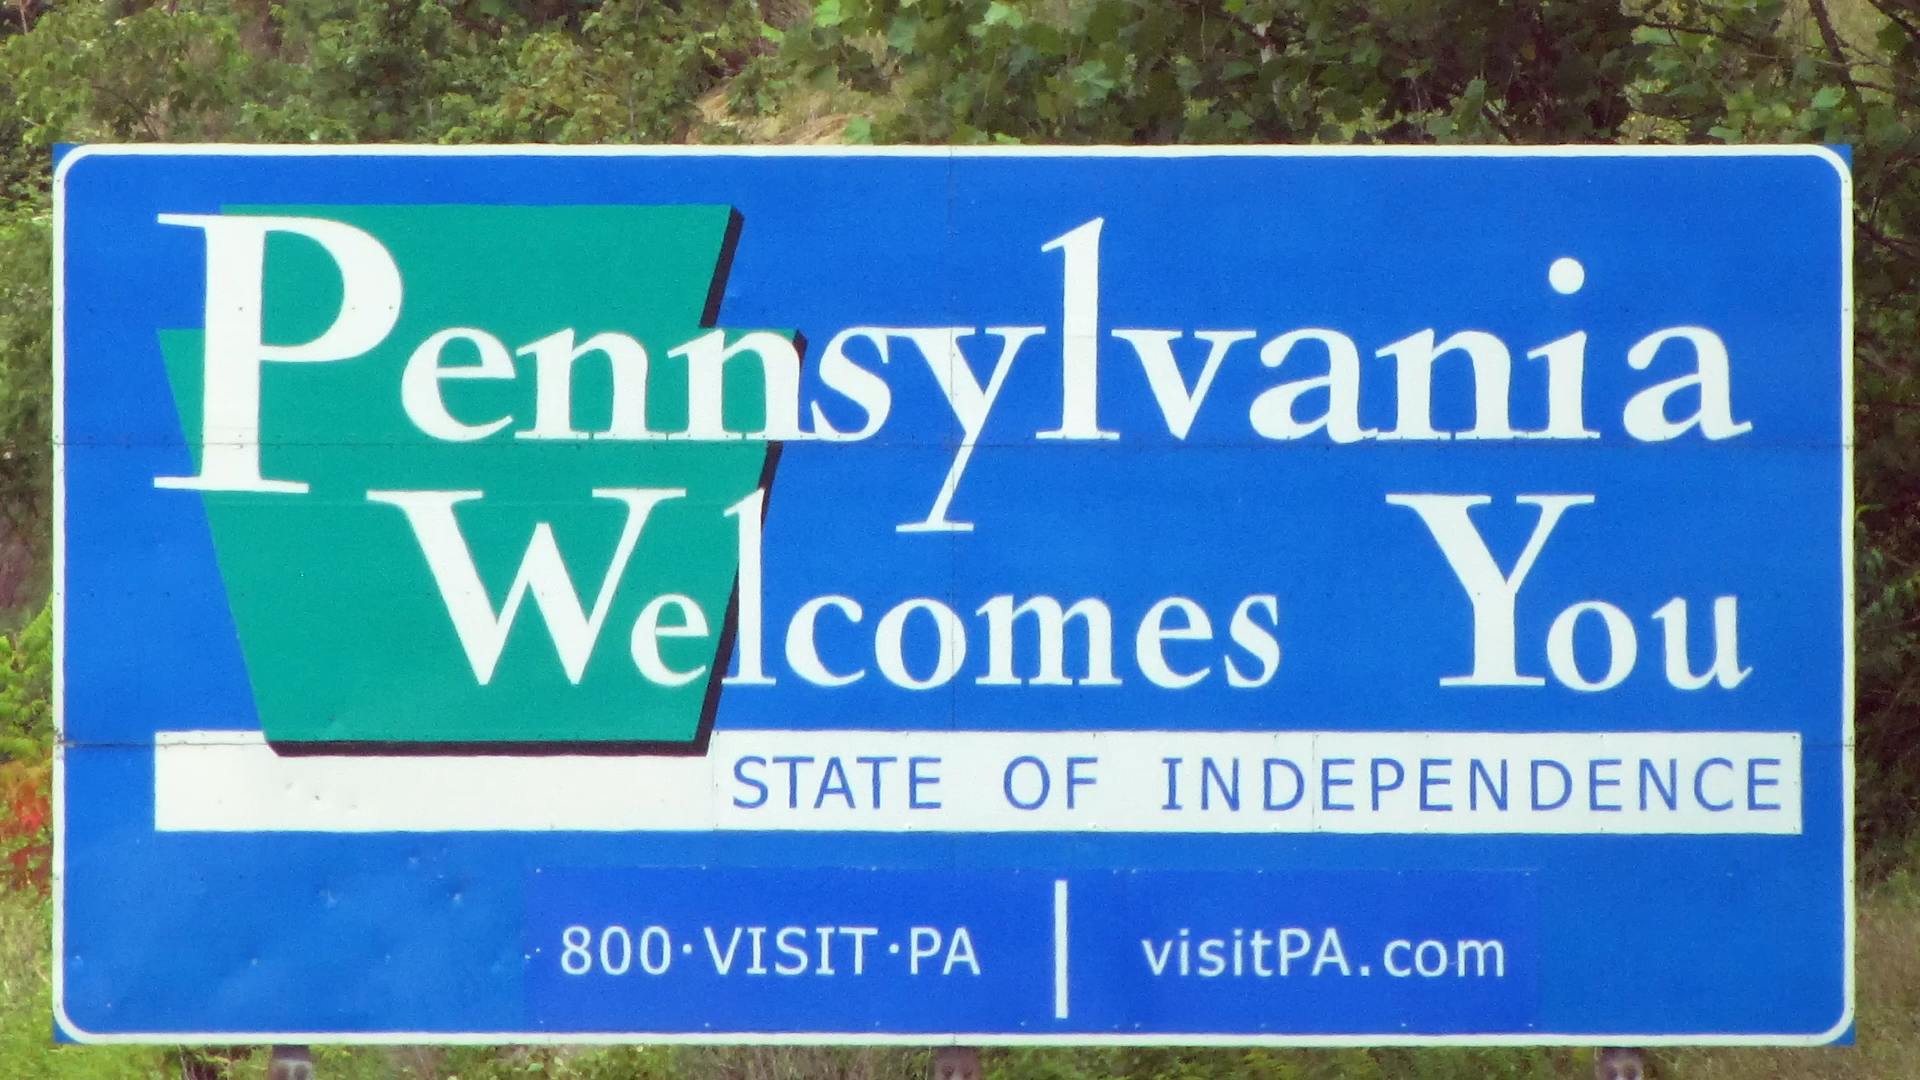 Pennsylvania
Welcomes You
STATE OF INDEPENDENCE
800·VISIT·PA | visitPA.com